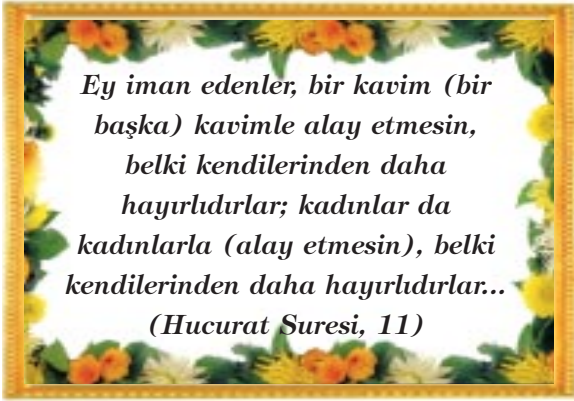 Ey iman edenler, bir kavim (bir
başka) kavimle alay etmesin,
belki kendilerinden daha
hayırlıdırlar; kadınlar da
kadınlarla (alay etmesin), belki
kendilerinden daha hayırlıdırlar...
(Hucurat Suresi, 11)